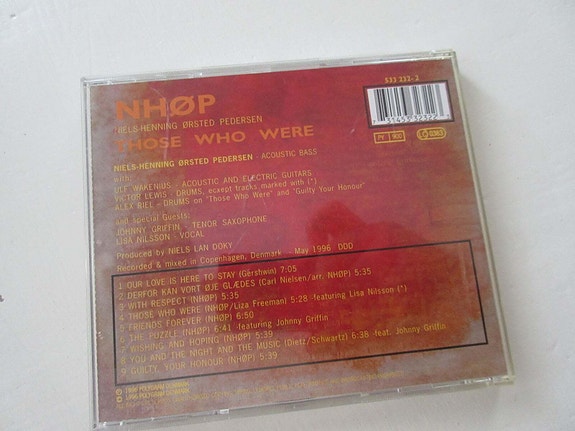 533 232-2
NHØP
NIELS-HENNING ØRSTED PEDERSEN
THOSE WHO WERE
NIELS-HENNING ØRSTED PEDERSEN - ACOUSTIC BASS
with:
ULF WAKENIUS - ACOUSTIC AND ELECTRIC GUITARS
VICTOR LEWIS - DRUMS, except tracks marked with (*)
ALEX RIEL - DRUMS on "Those Who Were" and "Guilty Your Honour"
and special Guests:
JOHNNY GRIFFIN - TENOR SAXOPHONE
LISA NILSSON - VOCAL
Produced by NIELS LAN DOKY
Recorded & mixed in Copenhagen, Denmark - May 1996 DDD
1 OUR LOVE IS HERE TO STAY (Gershwin) 7:05
2 DERFOR KAN VORT ØJE GLÆDES (Carl Nielsen/arr. NHØP) 5:35
3 WITH RESPECT (NHØP) 5:35
4 THOSE WHO WERE (NHØP/Liza Freeman) 5:28 featuring Lisa Nilsson (*)
5 FRIENDS FOREVER (NHØP) 6:50
6 THE PUZZLE (NHØP) 6:41 featuring Johnny Griffin
7 WISHING AND HOPING (NHØP) 5:39
8 YOU AND THE NIGHT AND THE MUSIC (Dietz/Schwartz) 6:38 feat. Johnny Griffin
9 GUILTY, YOUR HONOUR (NHØP) 5:39
7 31453 32322
PY 900
0383